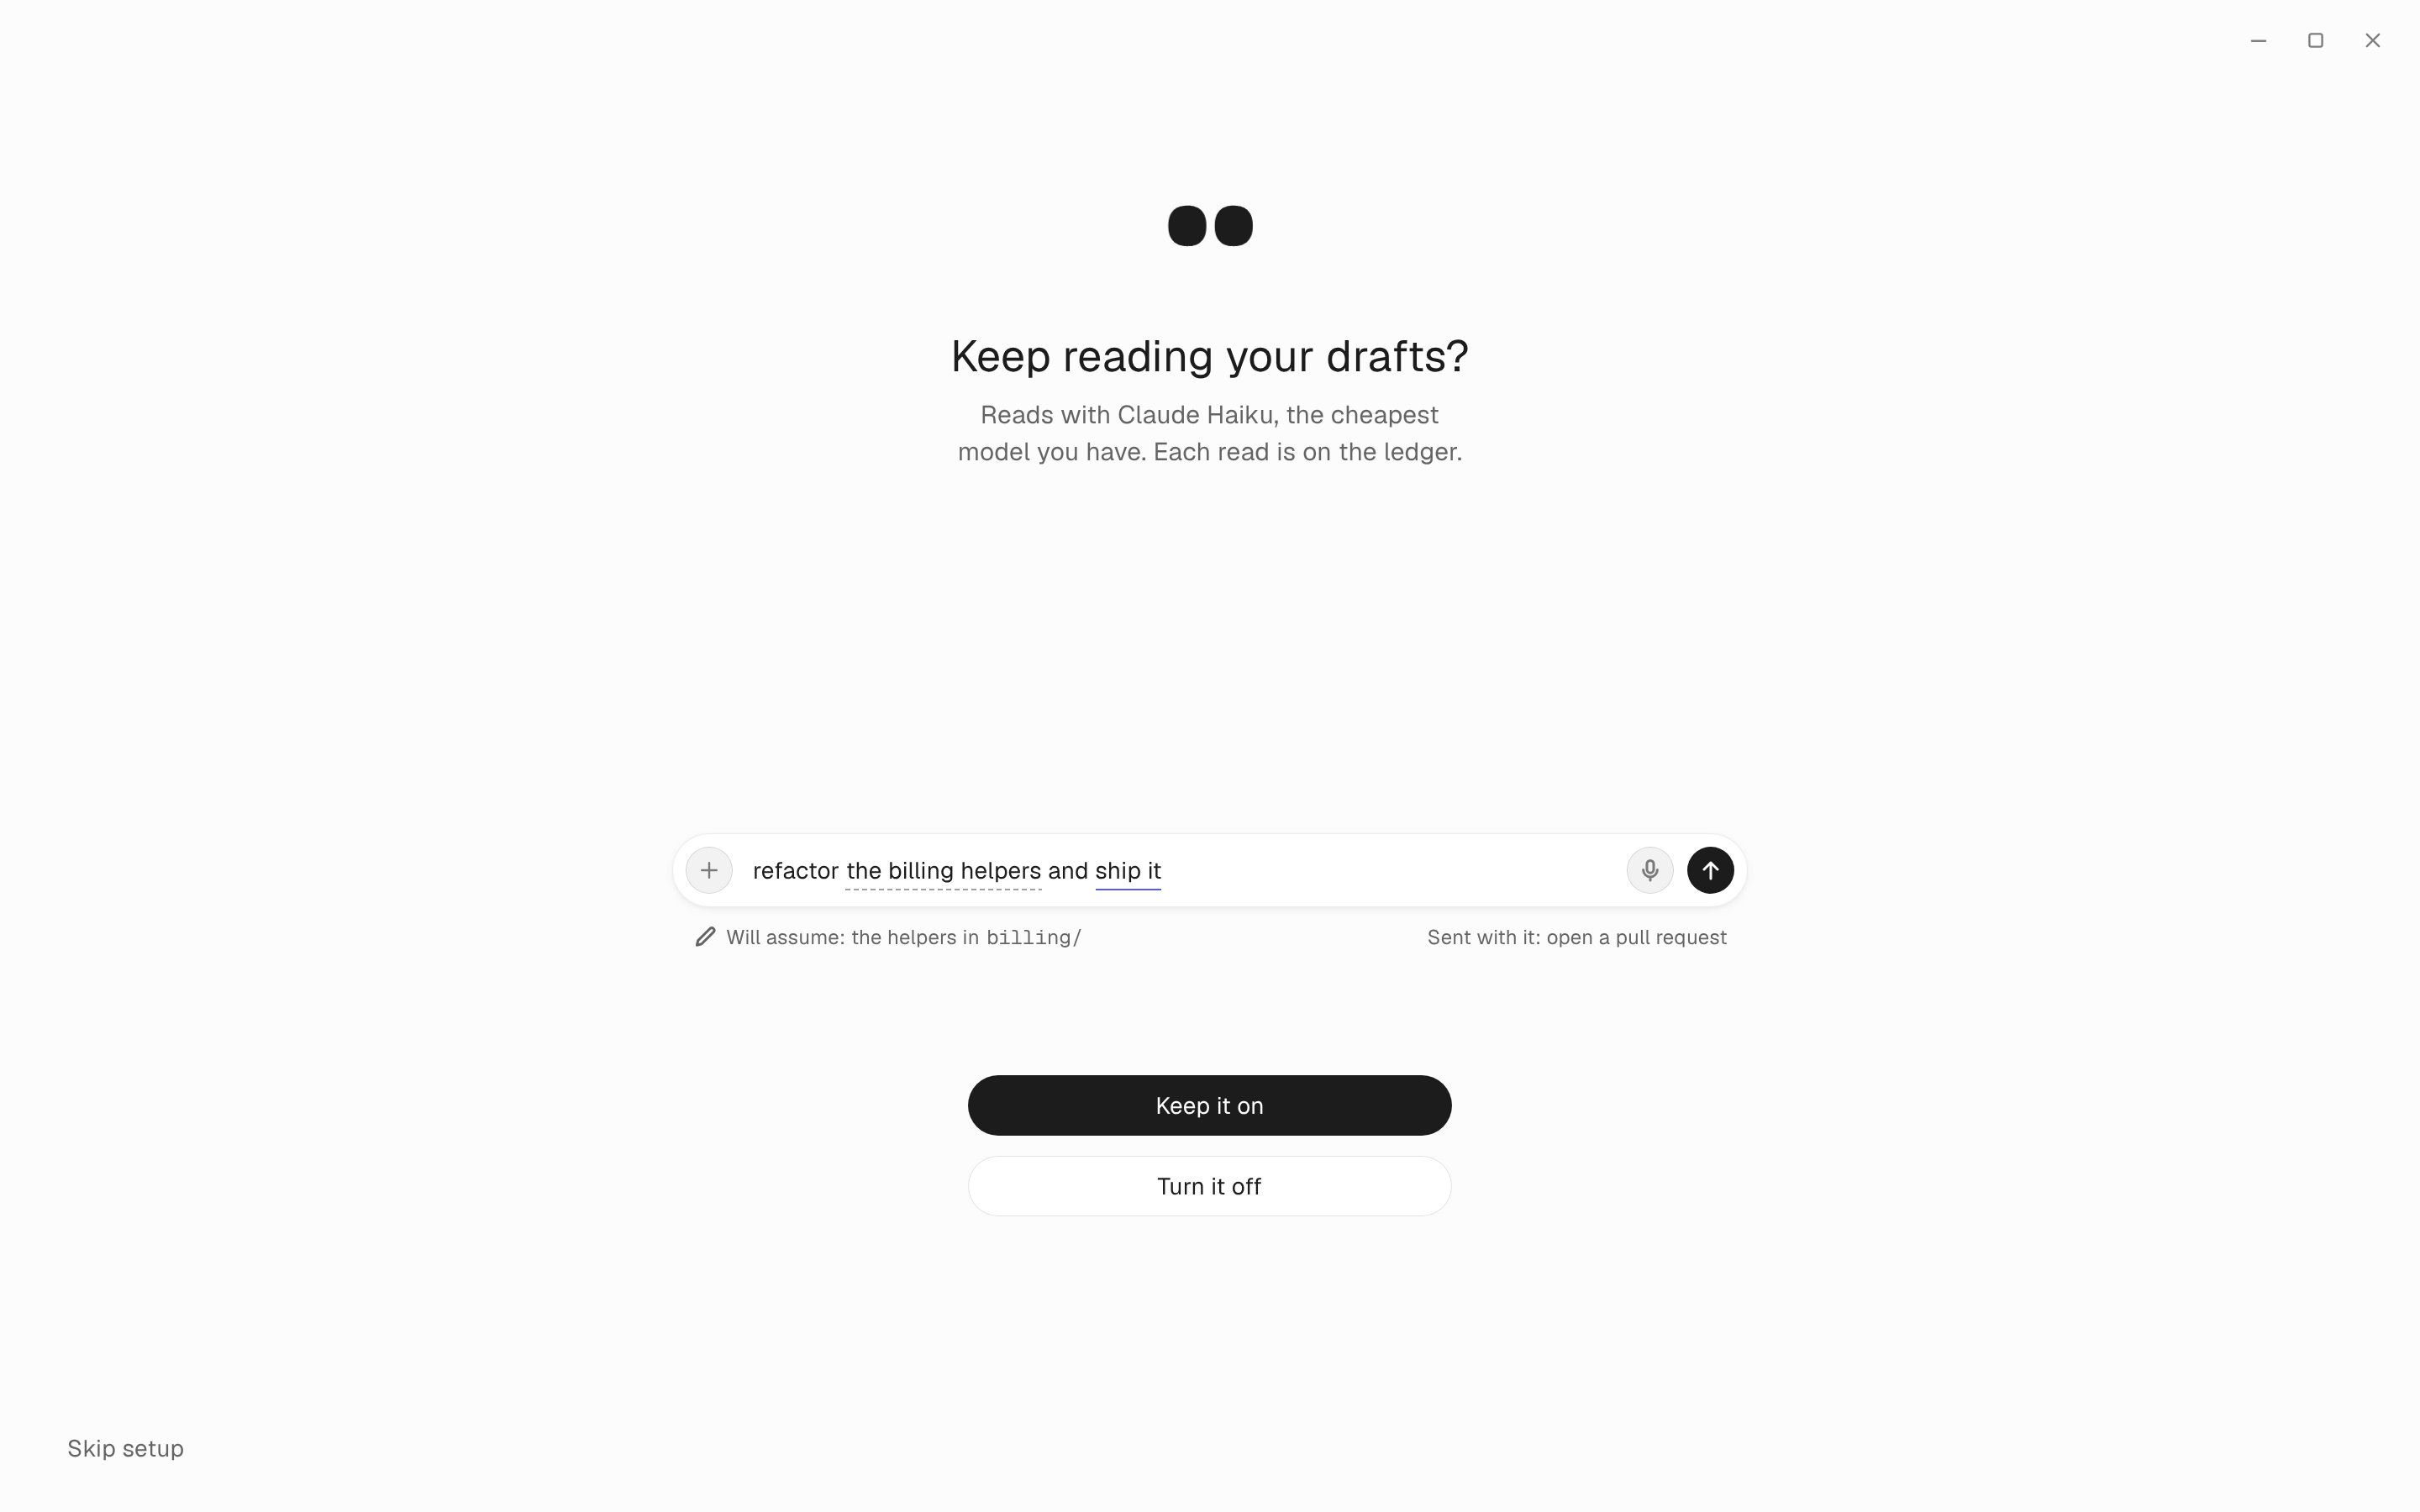 Keep reading your drafts?
Reads with Claude Haiku, the cheapest
model you have. Each read is on the ledger.
refactor the billing helpers and ship it
Will assume: the helpers in billing/
Sent with it: open a pull request
Keep it on
Turn it off
Skip setup